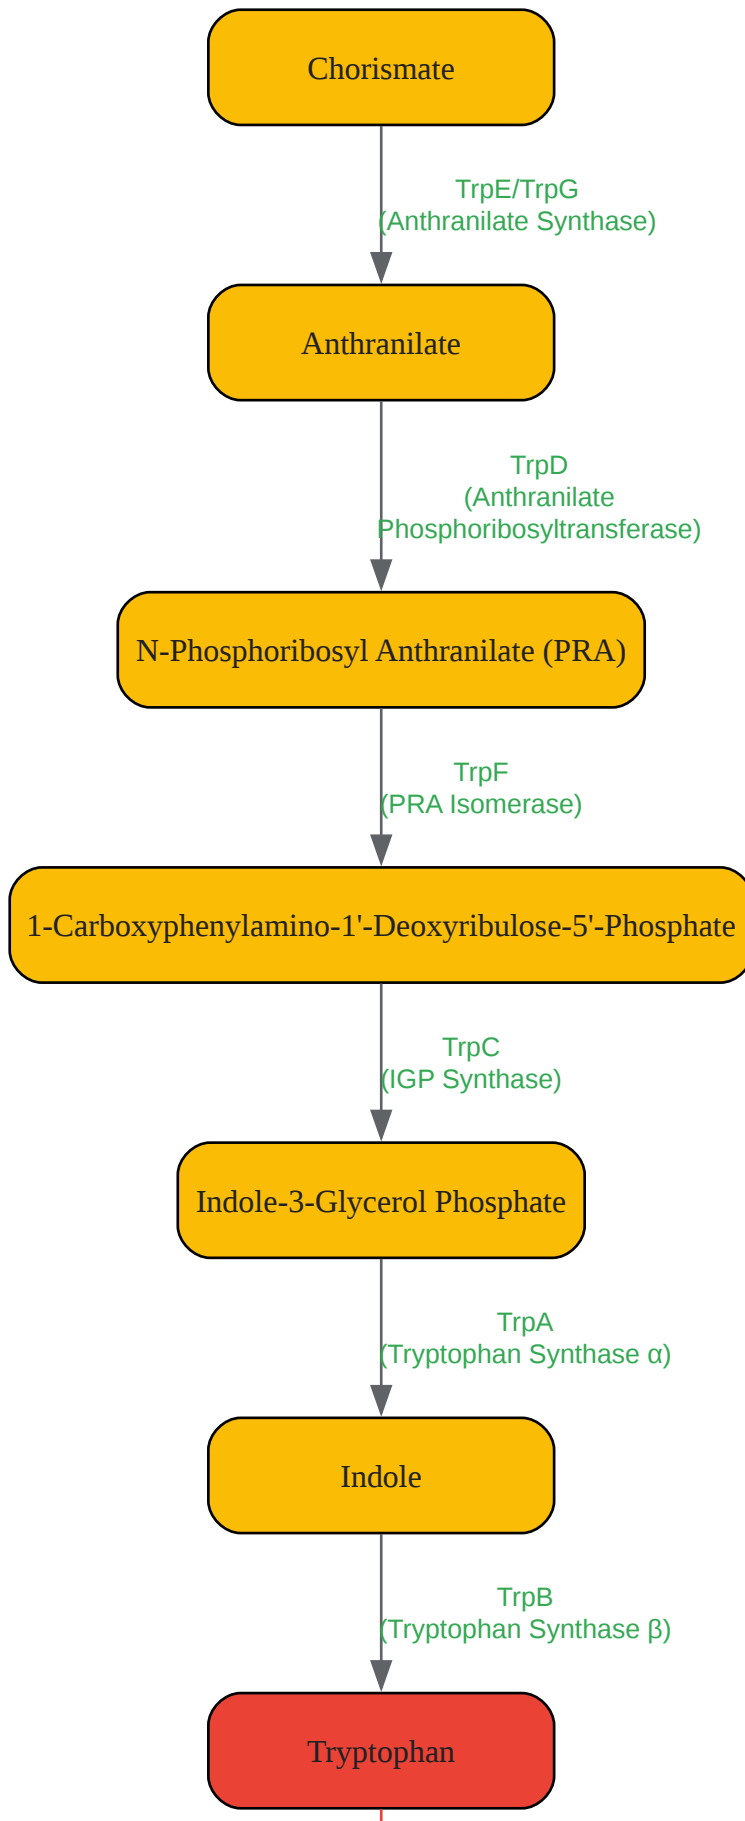 Chorismate
TrpE/TrpG
(Anthranilate Synthase)
Anthranilate
TrpD
(Anthranilate
Phosphoribosyltransferase)
N-Phosphoribosyl Anthranilate (PRA)
TrpF
(PRA Isomerase)
1-Carboxyphenylamino-1'-Deoxyribulose-5'-Phosphate
TrpC
(IGP Synthase)
Indole-3-Glycerol Phosphate
TrpA
(Tryptophan Synthase α)
Indole
TrpB
(Tryptophan Synthase β)
Tryptophan